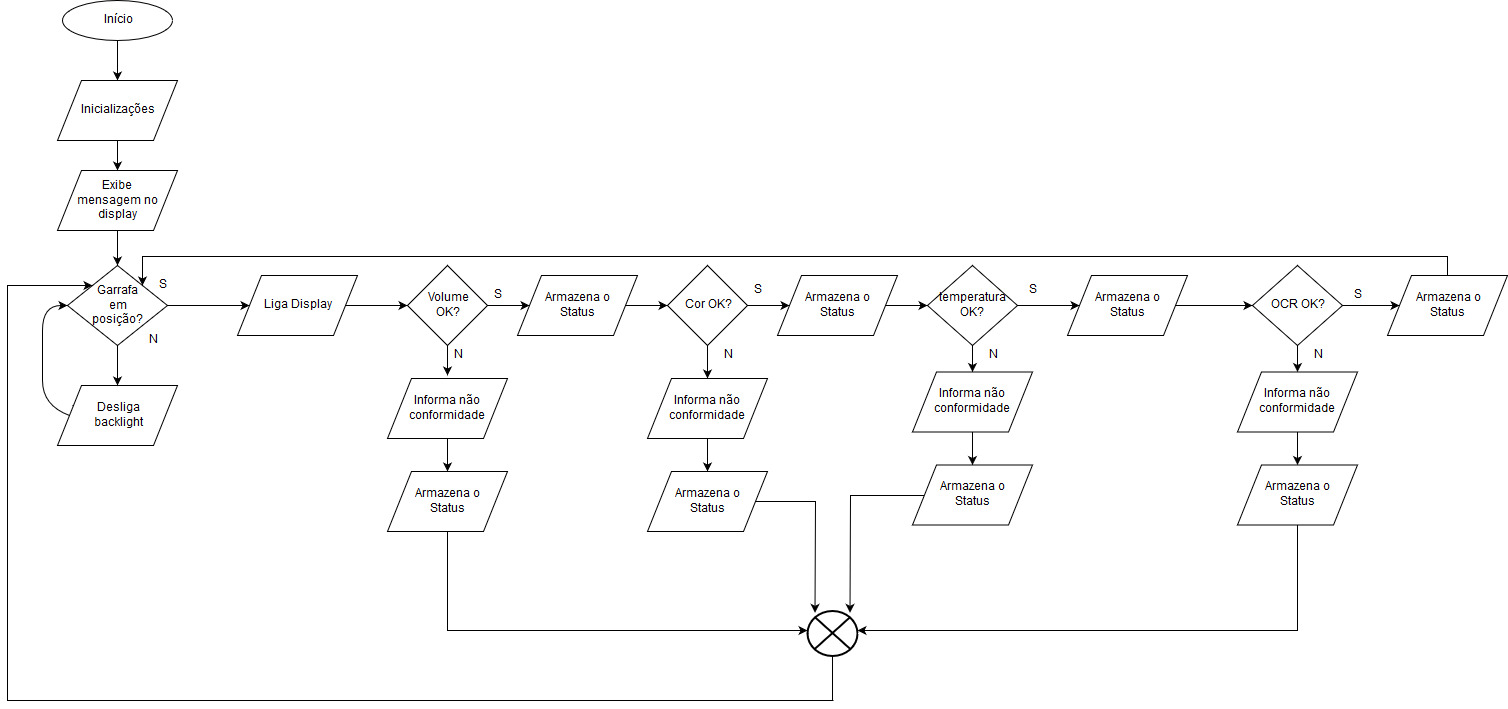 Início
Inicializações
Exibe
mensagem no
display
Garrafa
em
posição?
S
N
Desliga
backlight
Liga Display
Volume
OK?
S
N
Informa não
conformidade
Armazena o
Status
Armazena o
Status
Cor OK?
S
N
Informa não
conformidade
Armazena o
Status
Armazena o
Status
temperatura
OK?
S
N
Informa não
conformidade
Armazena o
Status
Armazena o
Status
OCR OK?
S
N
Informa não
conformidade
Armazena o
Status
Armazena o
Status